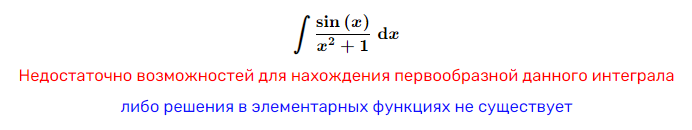 ∫ sin (x) / (x² + 1) dx
Недостаточно возможностей для нахождения первообразной данного интеграла
либо решения в элементарных функциях не существует